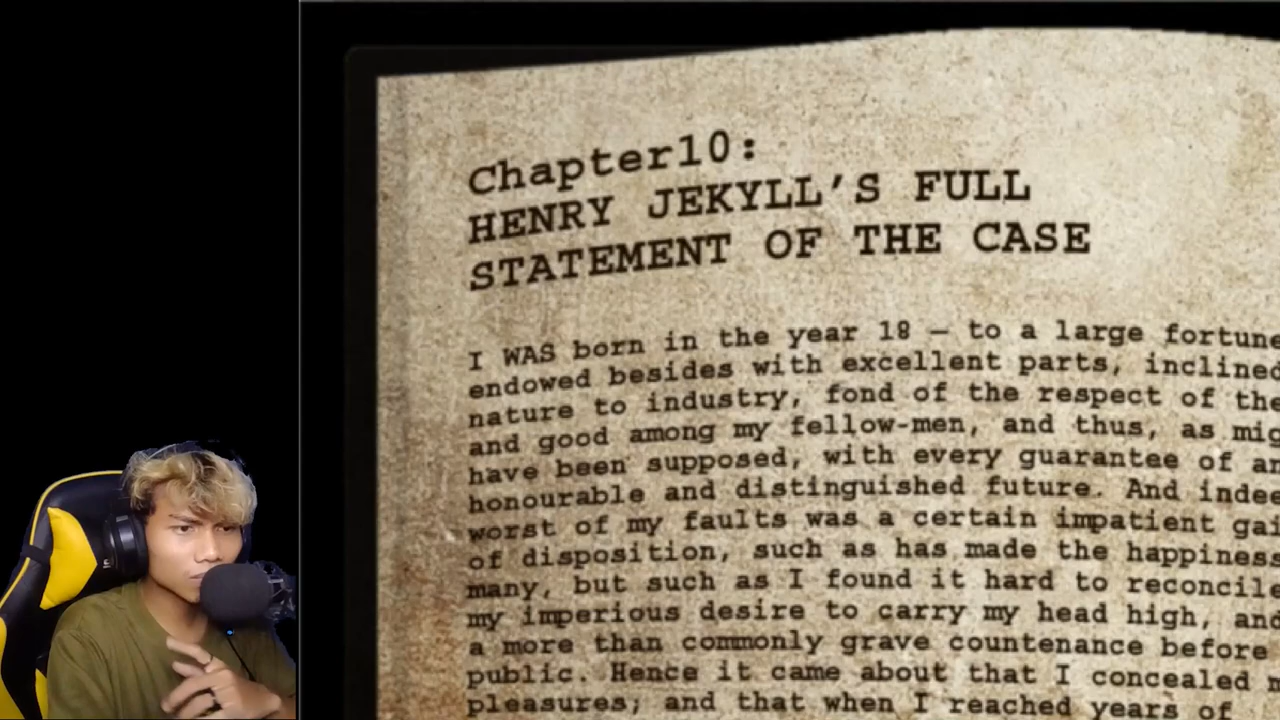 Chapter10:
HENRY JEKYLL'S FULL
STATEMENT OF THE CASE
I WAS born in the year 18 — to a large fortune
endowed besides with excellent parts, inclined
nature to industry, fond of the respect of the
and good among my fellow-men, and thus, as mig
have been supposed, with every guarantee of an
honourable and distinguished future. And indee
worst of my faults was a certain impatient gai
of disposition, such as has made the happiness
many, but such as I found it hard to reconcile
my imperious desire to carry my head high, and
a more than commonly grave countenance before
public. Hence it came about that I concealed m
pleasures; and that when I reached years of